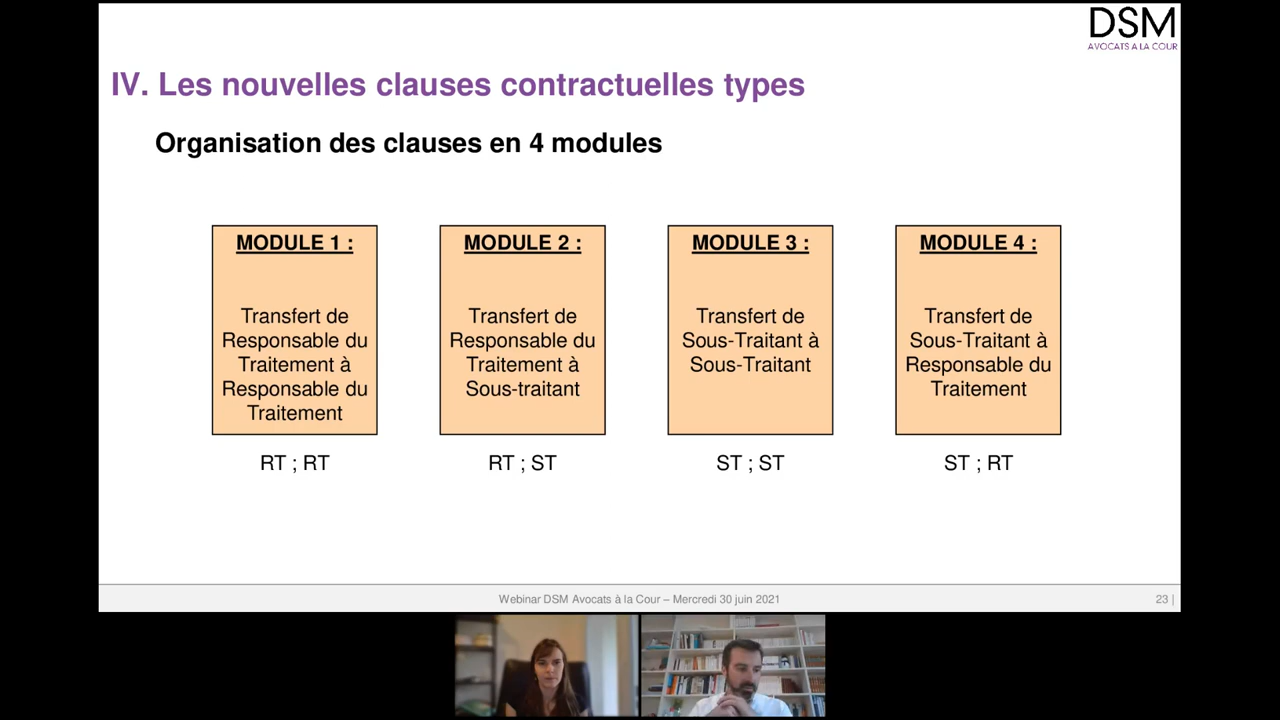 DSM
AVOCATS A LA COUR
IV. Les nouvelles clauses contractuelles types
Organisation des clauses en 4 modules
MODULE 1 :
Transfert de
Responsable du
Traitement à
Responsable du
Traitement
RT ; RT
MODULE 2 :
Transfert de
Responsable du
Traitement à
Sous-traitant
RT ; ST
MODULE 3 :
Transfert de
Sous-Traitant à
Sous-Traitant
ST ; ST
MODULE 4 :
Transfert de
Sous-Traitant à
Responsable du
Traitement
ST ; RT
Webinar DSM Avocats à la Cour – Mercredi 30 juin 2021
23 |